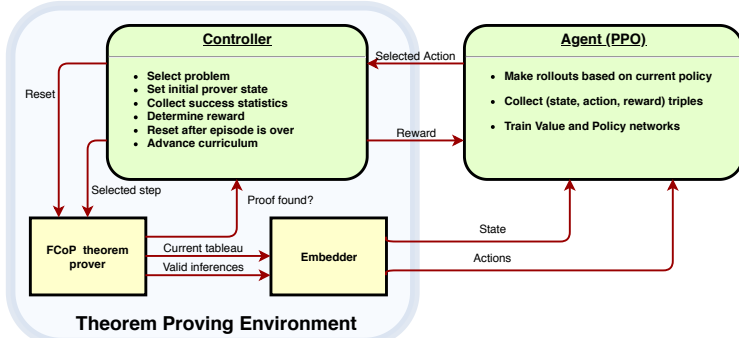 Controller
• Select problem
• Set initial prover state
• Collect success statistics
• Determine reward
• Reset after episode is over
• Advance curriculum
Selected Action
Agent (PPO)
• Make rollouts based on current policy
• Collect (state, action, reward) triples
• Train Value and Policy networks
Reset
Reward
Selected step
Proof found?
FCoP theorem
prover
Current tableau
Valid inferences
Embedder
State
Actions
Theorem Proving Environment